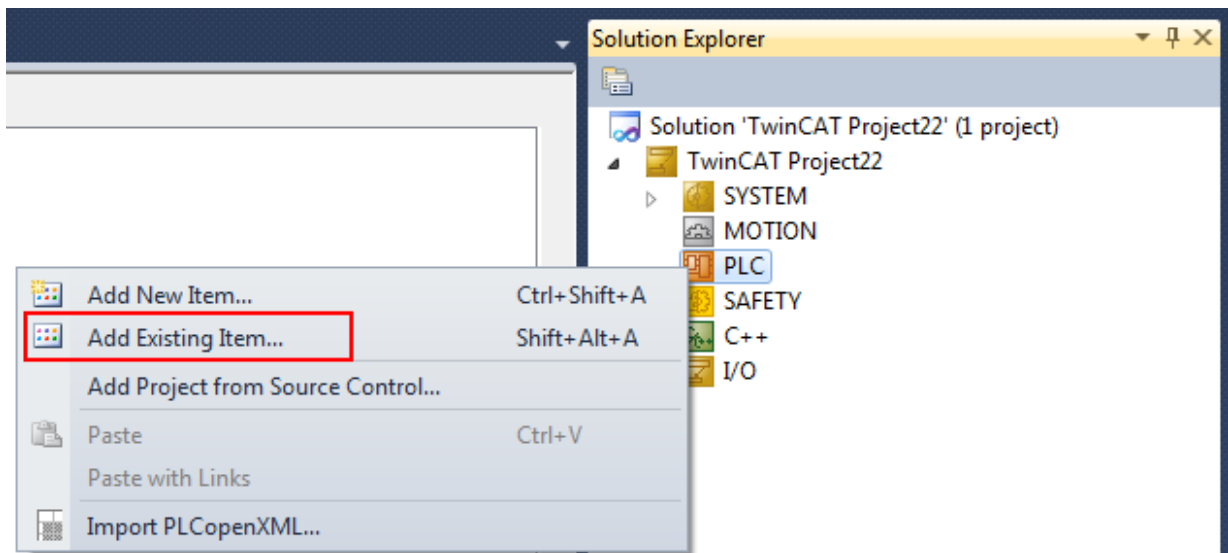 Solution Explorer
Solution 'TwinCAT Project22' (1 project)
TwinCAT Project22
SYSTEM
MOTION
PLC
SAFETY
C++
I/O
Add New Item... Ctrl+Shift+A
Add Existing Item... Shift+Alt+A
Add Project from Source Control...
Paste Ctrl+V
Paste with Links
Import PLCopenXML...